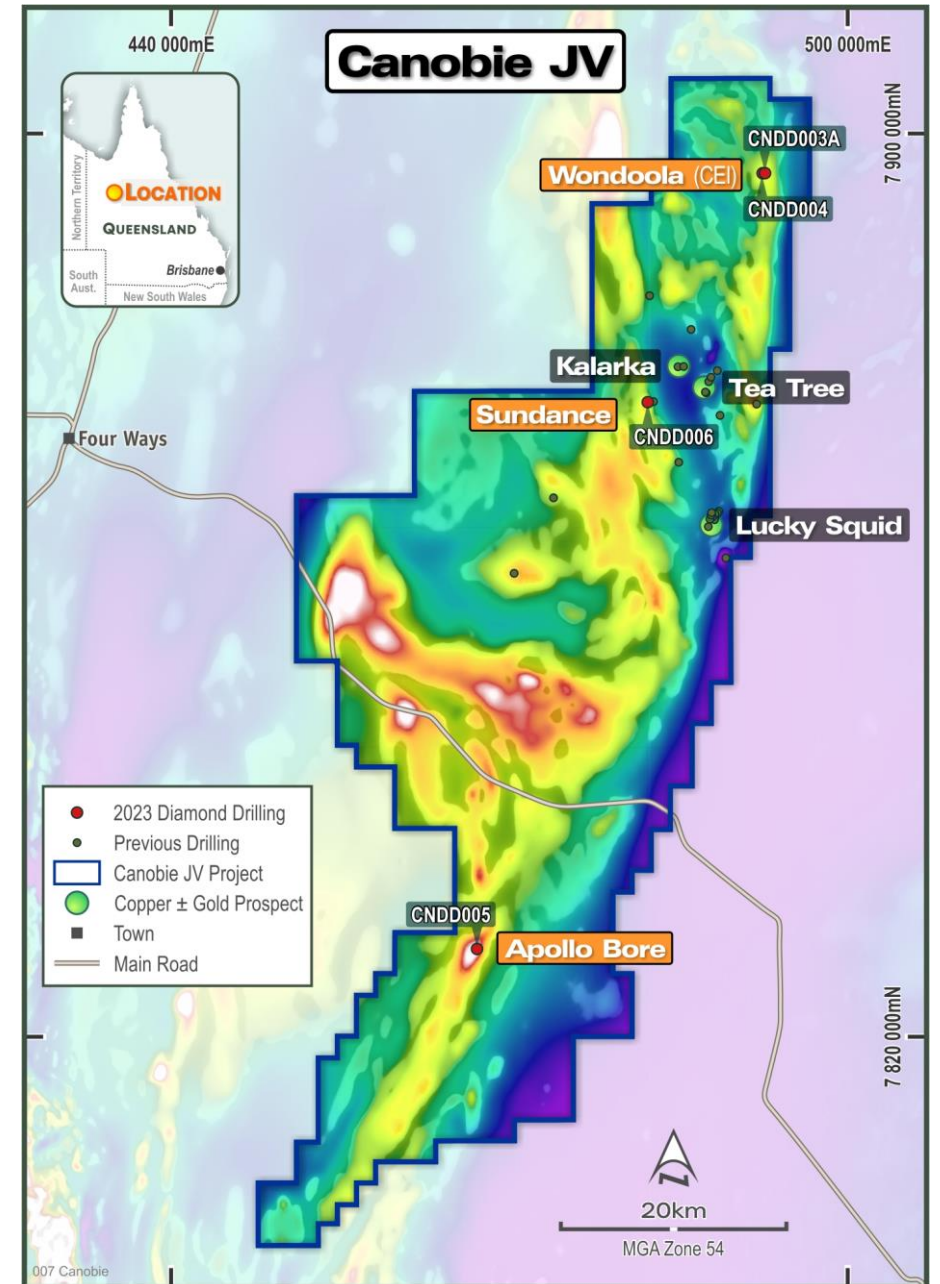 440 000mE
500 000mE
Canobie JV
7 900 000mN
CNDD003A
Wondoola (CEI)
CNDD004
Northern Territory
LOCATION
QUEENSLAND
Brisbane
South
Aust.
New South Wales
Kalarka
Tea Tree
Sundance
CNDD006
Four Ways
Lucky Squid
2023 Diamond Drilling
Previous Drilling
Canobie JV Project
Copper ± Gold Prospect
Town
Main Road
CNDD005
Apollo Bore
7 820 000mN
N
20km
MGA Zone 54
007 Canobie